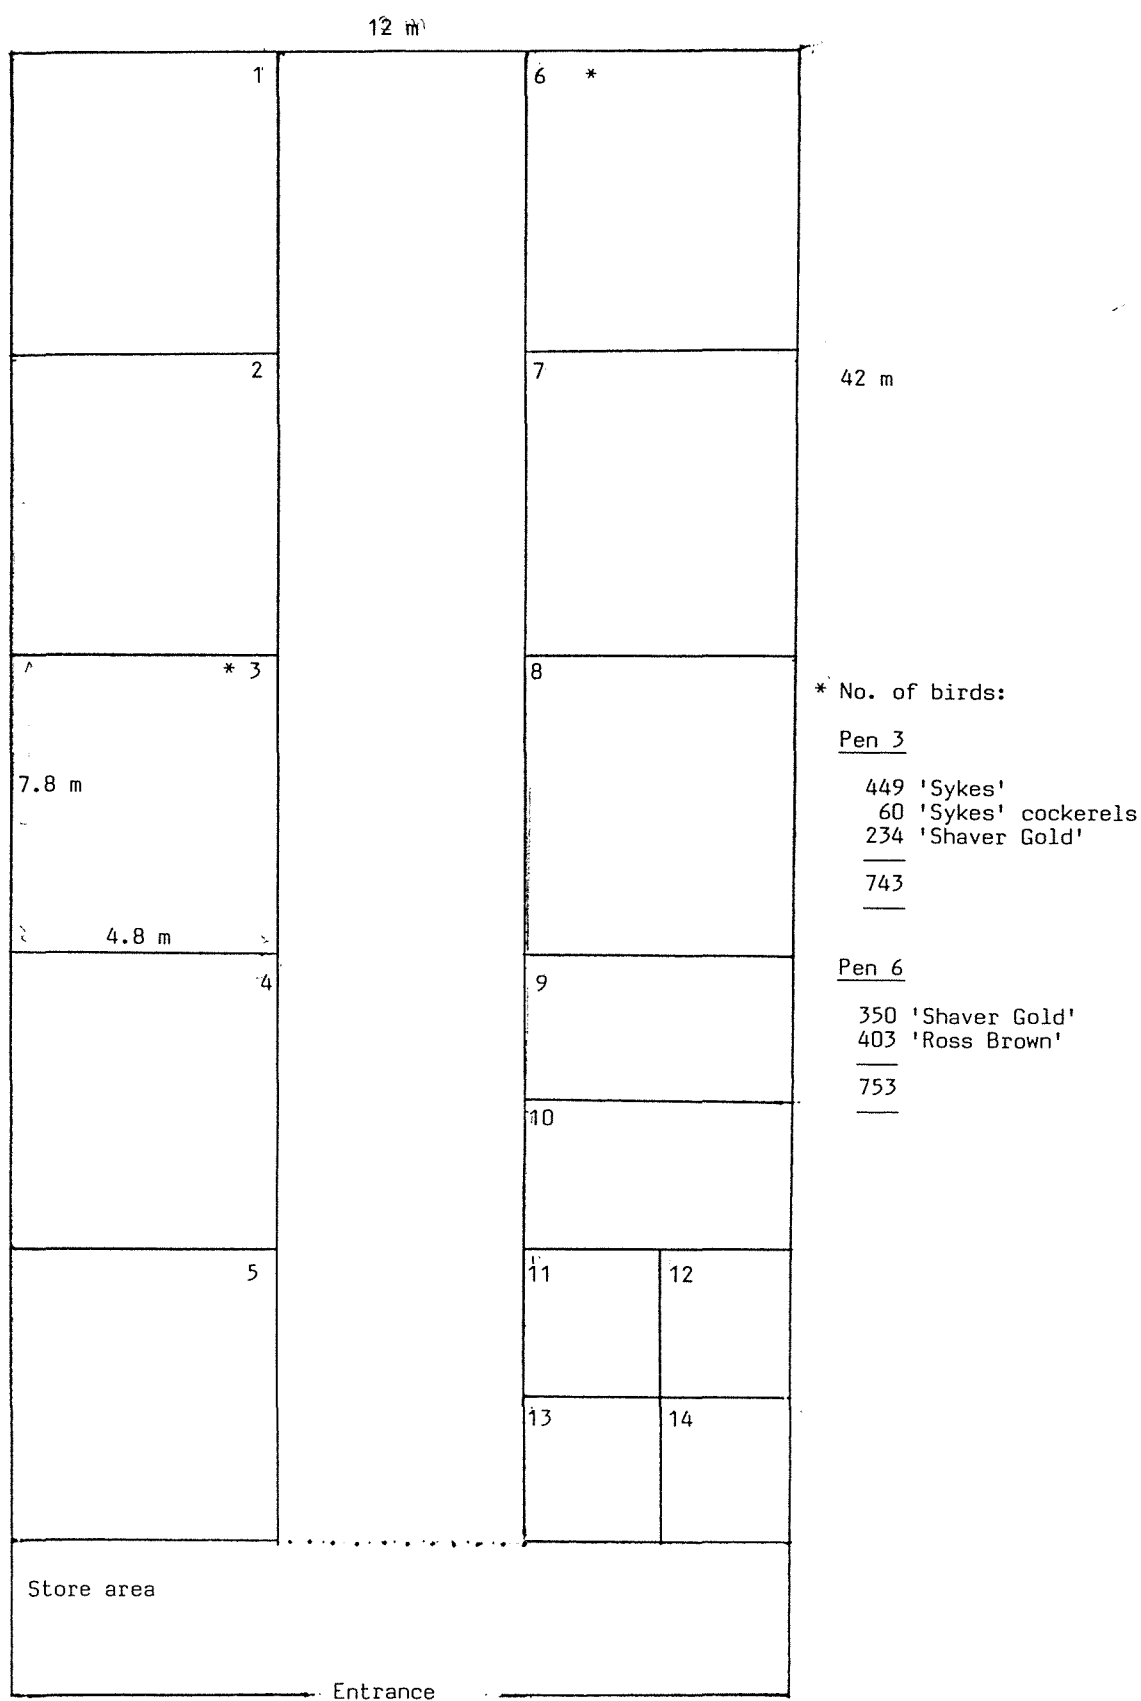 12 m
1
6 *
2
7
42 m
* 3
8
* No. of birds:
Pen 3
7.8 m
449 'Sykes'
60 'Sykes' cockerels
234 'Shaver Gold'
743
4.8 m
Pen 6
4
9
350 'Shaver Gold'
403 'Ross Brown'
753
10
5
11
12
13
14
Store area
Entrance